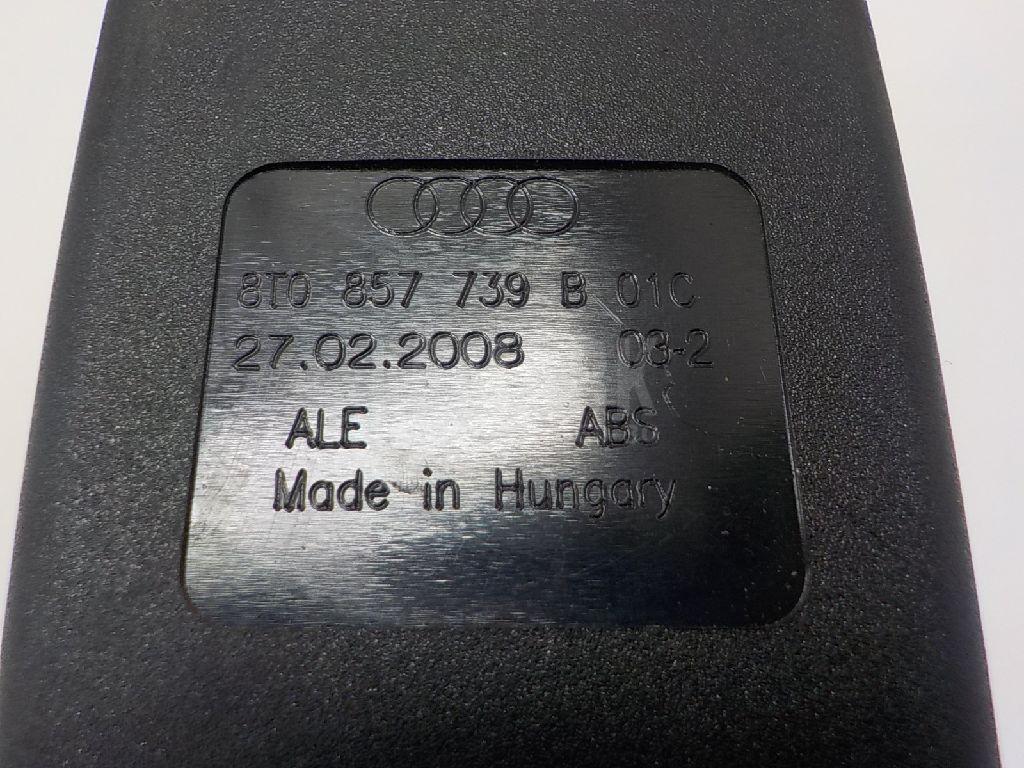 8T0 857 739 B 01C
27.02.2008 03-2
ALE ABS
Made in Hungary